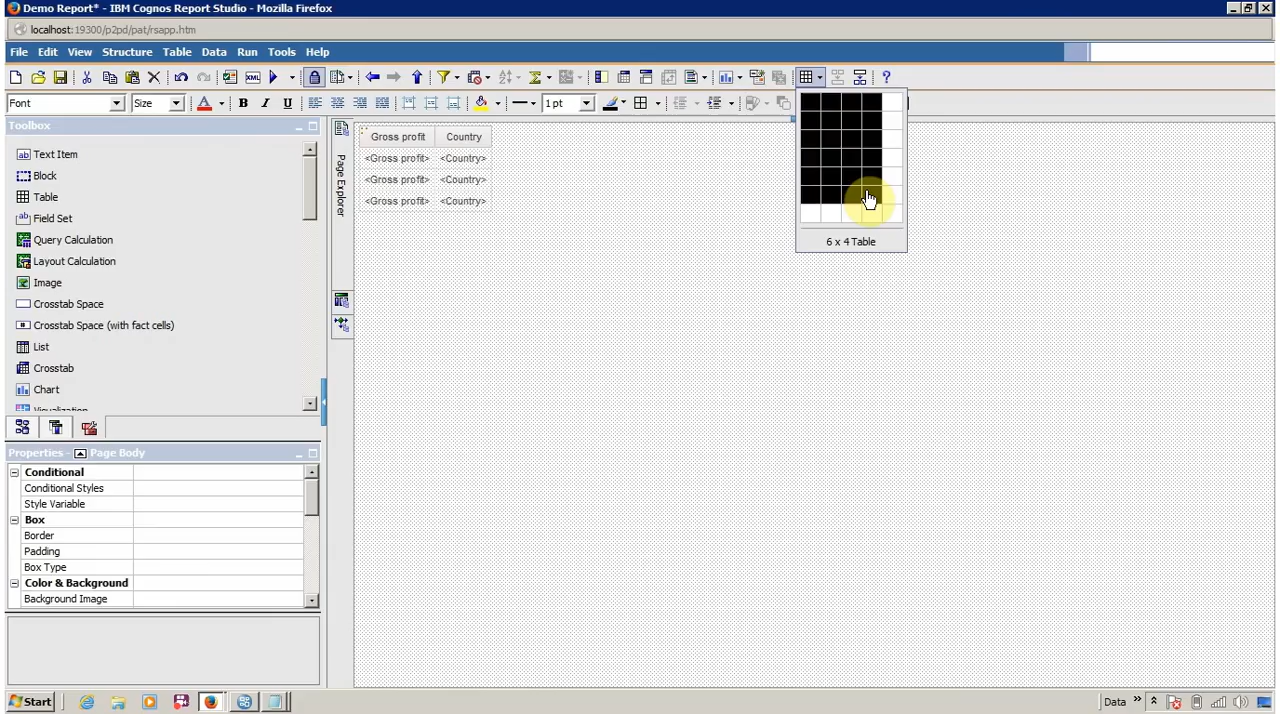 Demo Report* - IBM Cognos Report Studio - Mozilla Firefox
localhost:19300/p2pd/pat/rsapp.htm
File Edit View Structure Table Data Run Tools Help
Font Size B I U 1 pt
Toolbox
Text Item
Block
Table
Field Set
Query Calculation
Layout Calculation
Image
Crosstab Space
Crosstab Space (with fact cells)
List
Crosstab
Chart
Visualization
Page Explorer
Gross profit Country
<Gross profit> <Country>
<Gross profit> <Country>
<Gross profit> <Country>
6 x 4 Table
Properties - Page Body
Conditional
Conditional Styles
Style Variable
Box
Border
Padding
Box Type
Color & Background
Background Image
Start
Data